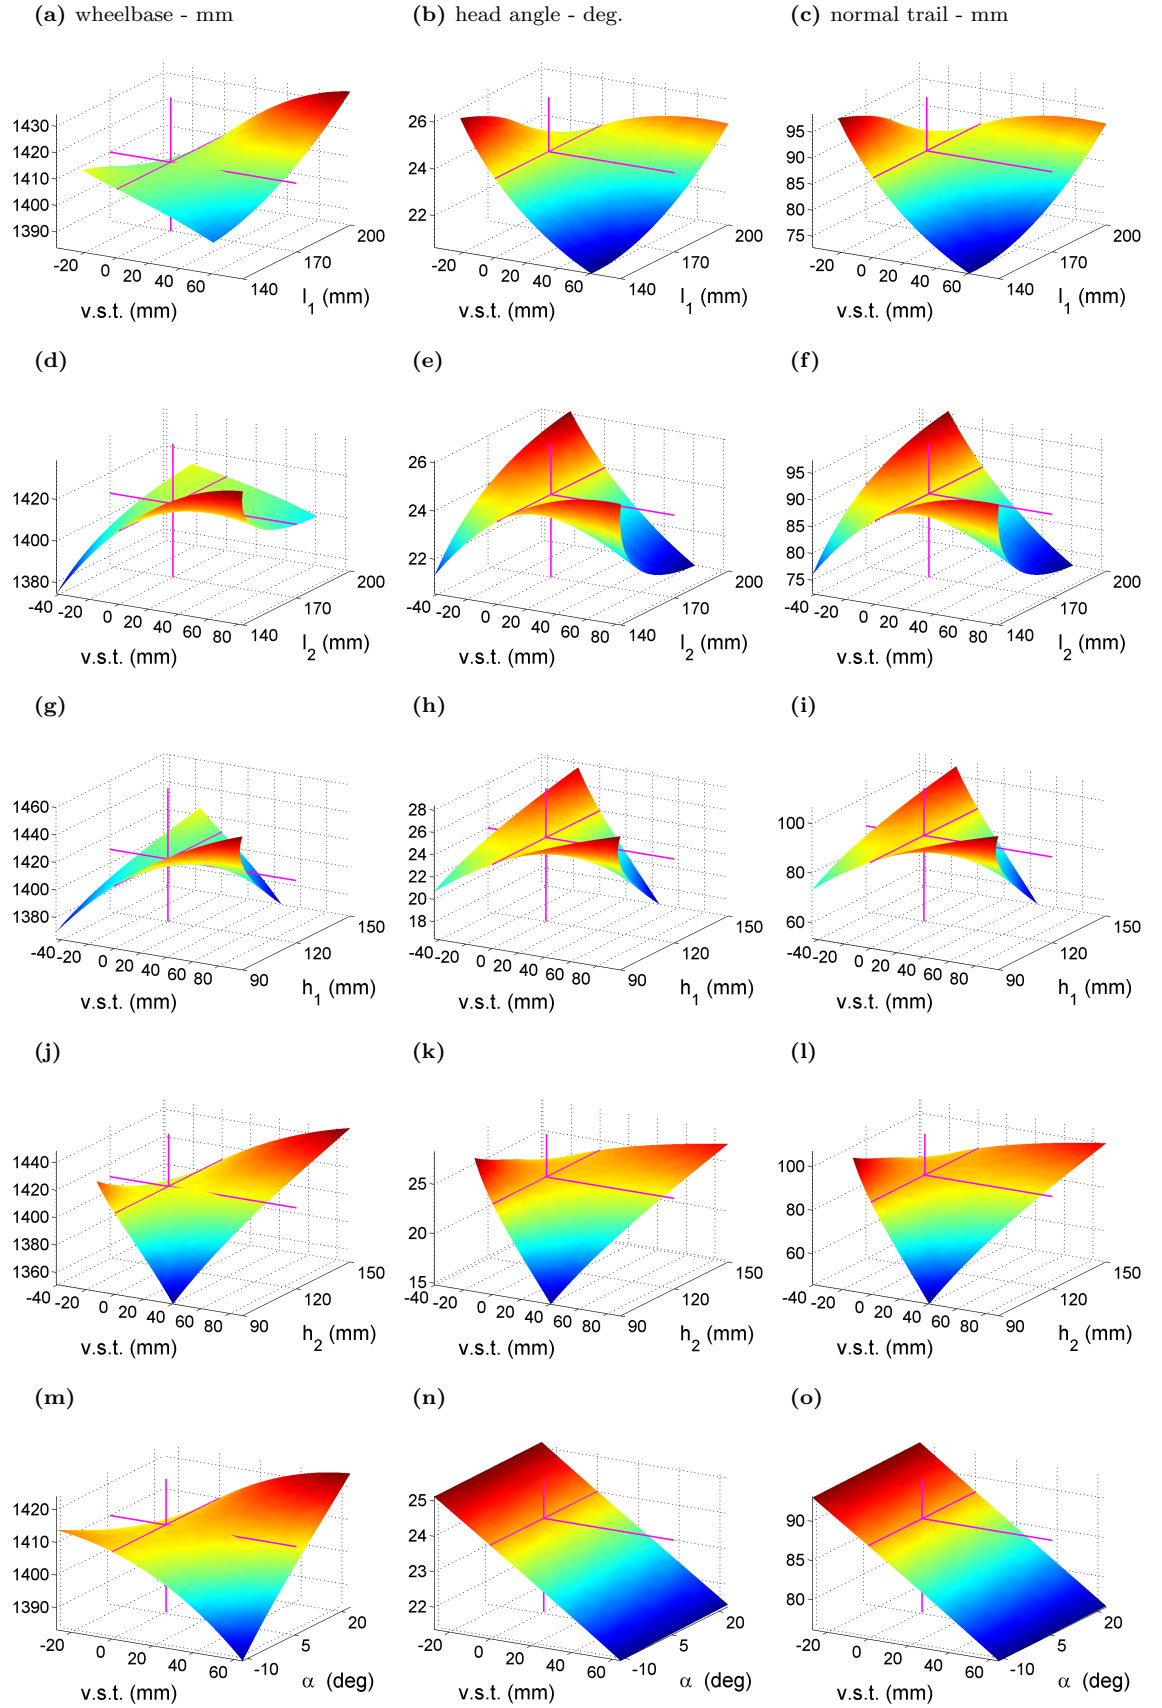 (a) wheelbase - mm
(b) head angle - deg.
(c) normal trail - mm
1430
1420
1410
1400
1390
-20 0 20 40 60
140 170 200
v.s.t. (mm)
l1 (mm)
26
24
22
-20 0 20 40 60
140 170 200
v.s.t. (mm)
l1 (mm)
95
90
85
80
75
-20 0 20 40 60
140 170 200
v.s.t. (mm)
l1 (mm)
(d)
(e)
(f)
1420
1400
1380
-40 -20 0 20 40 60 80
140 170 200
v.s.t. (mm)
l2 (mm)
26
24
22
-40 -20 0 20 40 60 80
140 170 200
v.s.t. (mm)
l2 (mm)
95
90
85
80
75
-40 -20 0 20 40 60 80
140 170 200
v.s.t. (mm)
l2 (mm)
(g)
(h)
(i)
1460
1440
1420
1400
1380
-40 -20 0 20 40 60 80
90 120 150
v.s.t. (mm)
h1 (mm)
28
26
24
22
20
18
-40 -20 0 20 40 60 80
90 120 150
v.s.t. (mm)
h1 (mm)
100
80
60
-40 -20 0 20 40 60 80
90 120 150
v.s.t. (mm)
h1 (mm)
(j)
(k)
(l)
1440
1420
1400
1380
1360
-40 -20 0 20 40 60 80
90 120 150
v.s.t. (mm)
h2 (mm)
25
20
15
-40 -20 0 20 40 60 80
90 120 150
v.s.t. (mm)
h2 (mm)
100
80
60
-40 -20 0 20 40 60 80
90 120 150
v.s.t. (mm)
h2 (mm)
(m)
(n)
(o)
1420
1410
1400
1390
-20 0 20 40 60
-10 5 20
v.s.t. (mm)
α (deg)
25
24
23
22
-20 0 20 40 60
-10 5 20
v.s.t. (mm)
α (deg)
90
85
80
-20 0 20 40 60
-10 5 20
v.s.t. (mm)
α (deg)